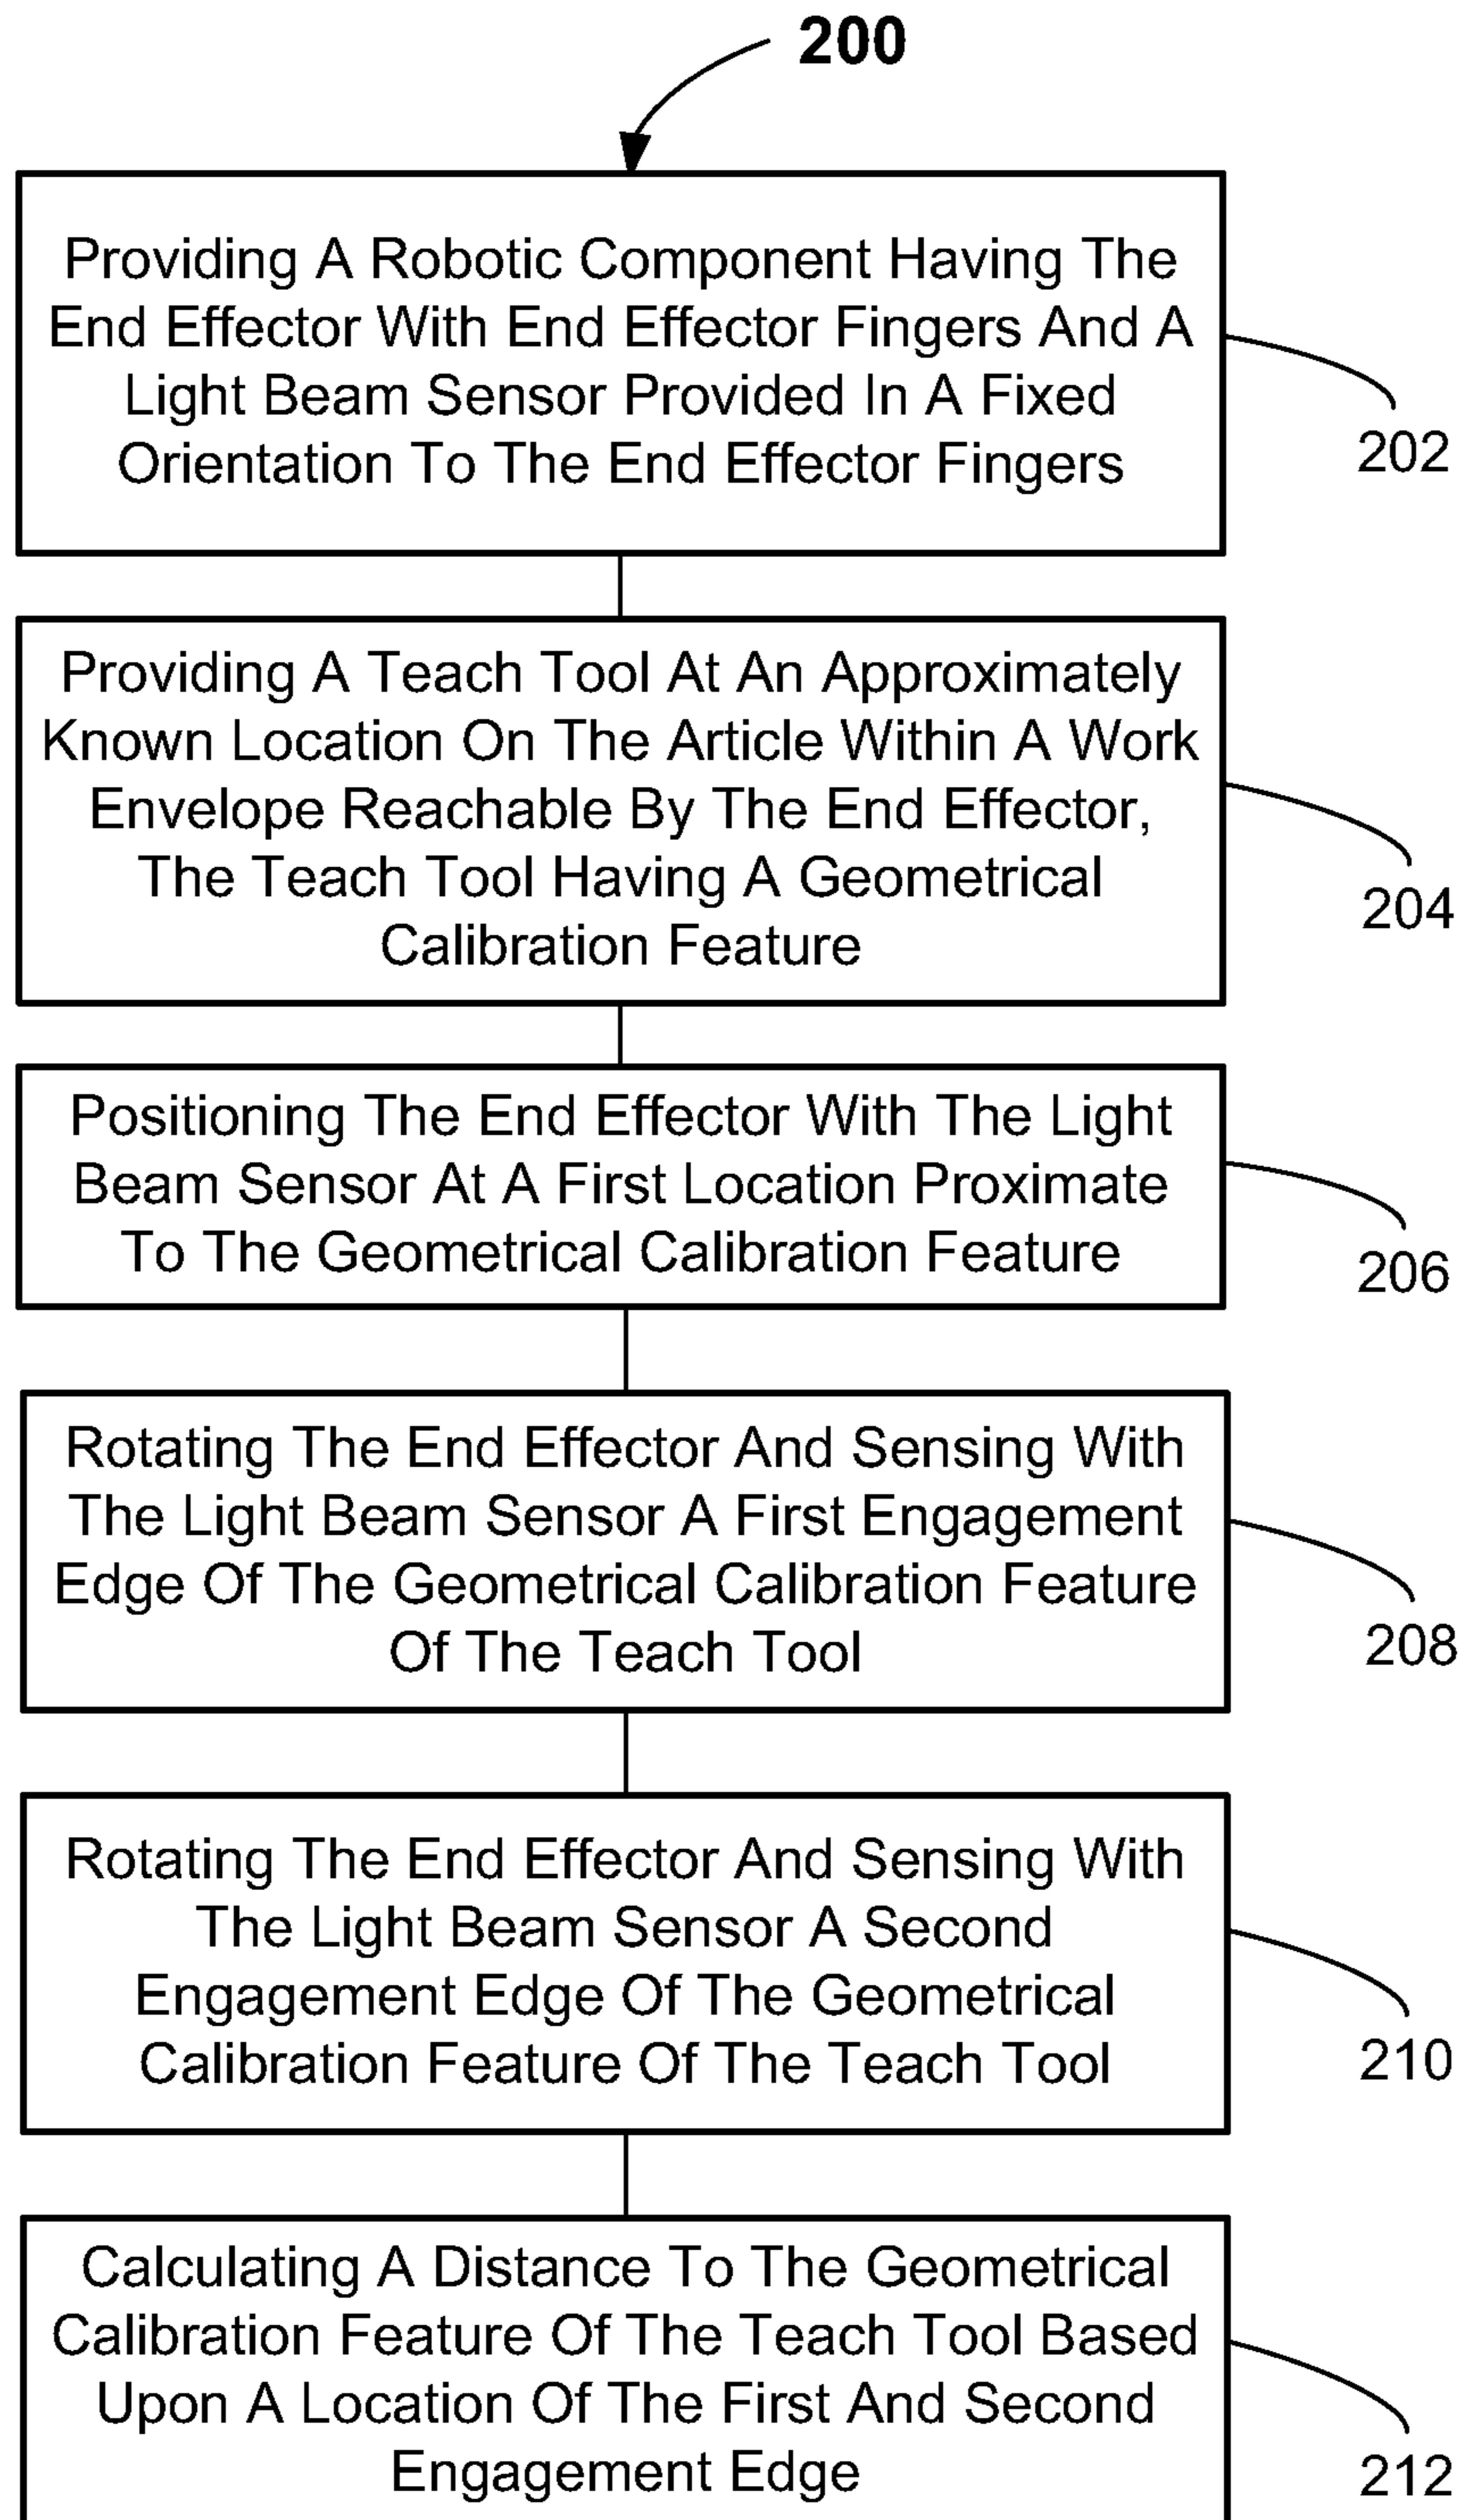 200
Providing A Robotic Component Having The
End Effector With End Effector Fingers And A
Light Beam Sensor Provided In A Fixed
Orientation To The End Effector Fingers
202
Providing A Teach Tool At An Approximately
Known Location On The Article Within A Work
Envelope Reachable By The End Effector,
The Teach Tool Having A Geometrical
Calibration Feature
204
Positioning The End Effector With The Light
Beam Sensor At A First Location Proximate
To The Geometrical Calibration Feature
206
Rotating The End Effector And Sensing With
The Light Beam Sensor A First Engagement
Edge Of The Geometrical Calibration Feature
Of The Teach Tool
208
Rotating The End Effector And Sensing With
The Light Beam Sensor A Second
Engagement Edge Of The Geometrical
Calibration Feature Of The Teach Tool
210
Calculating A Distance To The Geometrical
Calibration Feature Of The Teach Tool Based
Upon A Location Of The First And Second
Engagement Edge
212